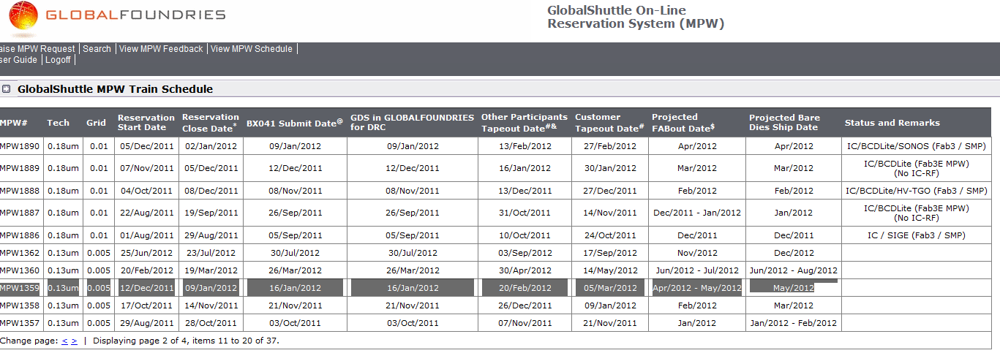 GLOBALFOUNDRIES
GlobalShuttle On-Line
Reservation System (MPW)
aise MPW Request | Search | View MPW Feedback | View MPW Schedule |
ser Guide | Logoff |
GlobalShuttle MPW Train Schedule
MPW# Tech Grid Reservation Start Date Reservation Close Date* BX041 Submit Date@ GDS in GLOBALFOUNDRIES for DRC Other Participants Tapeout Date#& Customer Tapeout Date# Projected FABout Date$ Projected Bare Dies Ship Date Status and Remarks
MPW1890 0.18um 0.01 05/Dec/2011 02/Jan/2012 09/Jan/2012 09/Jan/2012 13/Feb/2012 27/Feb/2012 Apr/2012 Apr/2012 IC/BCDLite/SONOS (Fab3 / SMP)
MPW1889 0.18um 0.01 07/Nov/2011 05/Dec/2011 12/Dec/2011 12/Dec/2011 16/Jan/2012 30/Jan/2012 Mar/2012 Mar/2012 IC/BCDLite (Fab3E MPW) (No IC-RF)
MPW1888 0.18um 0.01 04/Oct/2011 08/Dec/2011 08/Nov/2011 08/Nov/2011 13/Dec/2011 27/Dec/2011 Feb/2012 Feb/2012 IC/BCDLite/HV-TGO (Fab3 / SMP)
MPW1887 0.18um 0.01 22/Aug/2011 19/Sep/2011 26/Sep/2011 26/Sep/2011 31/Oct/2011 14/Nov/2011 Dec/2011 - Jan/2012 Jan/2012 IC/BCDLite (Fab3E MPW) (No IC-RF)
MPW1886 0.18um 0.01 01/Aug/2011 29/Aug/2011 05/Sep/2011 05/Sep/2011 10/Oct/2011 24/Oct/2011 Dec/2011 Dec/2011 IC / SIGE (Fab3 / SMP)
MPW1362 0.13um 0.005 25/Jun/2012 23/Jul/2012 30/Jul/2012 30/Jul/2012 03/Sep/2012 17/Sep/2012 Nov/2012 Dec/2012
MPW1360 0.13um 0.005 20/Feb/2012 19/Mar/2012 26/Mar/2012 26/Mar/2012 30/Apr/2012 14/May/2012 Jun/2012 - Jul/2012 Jun/2012 - Aug/2012
MPW1359 0.13um 0.005 12/Dec/2011 09/Jan/2012 16/Jan/2012 16/Jan/2012 20/Feb/2012 05/Mar/2012 Apr/2012 - May/2012 May/2012
MPW1358 0.13um 0.005 17/Oct/2011 14/Nov/2011 21/Nov/2011 21/Nov/2011 26/Dec/2011 09/Jan/2012 Feb/2012 Mar/2012
MPW1357 0.13um 0.005 29/Aug/2011 28/Oct/2011 03/Oct/2011 03/Oct/2011 07/Nov/2011 21/Nov/2011 Jan/2012 Jan/2012 - Feb/2012
Change page: < > | Displaying page 2 of 4, items 11 to 20 of 37.